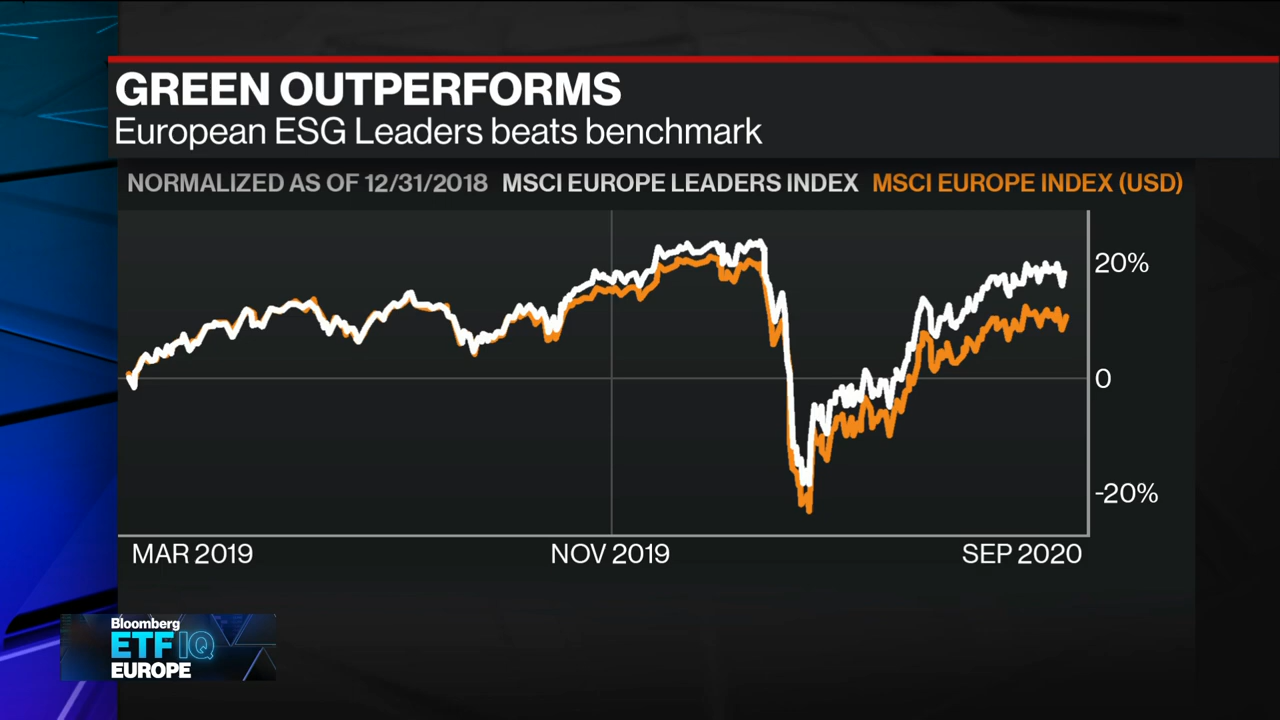 GREEN OUTPERFORMS
European ESG Leaders beats benchmark
NORMALIZED AS OF 12/31/2018 MSCI EUROPE LEADERS INDEX MSCI EUROPE INDEX (USD)
20%
0
-20%
MAR 2019 NOV 2019 SEP 2020
Bloomberg
ETF IQ
EUROPE